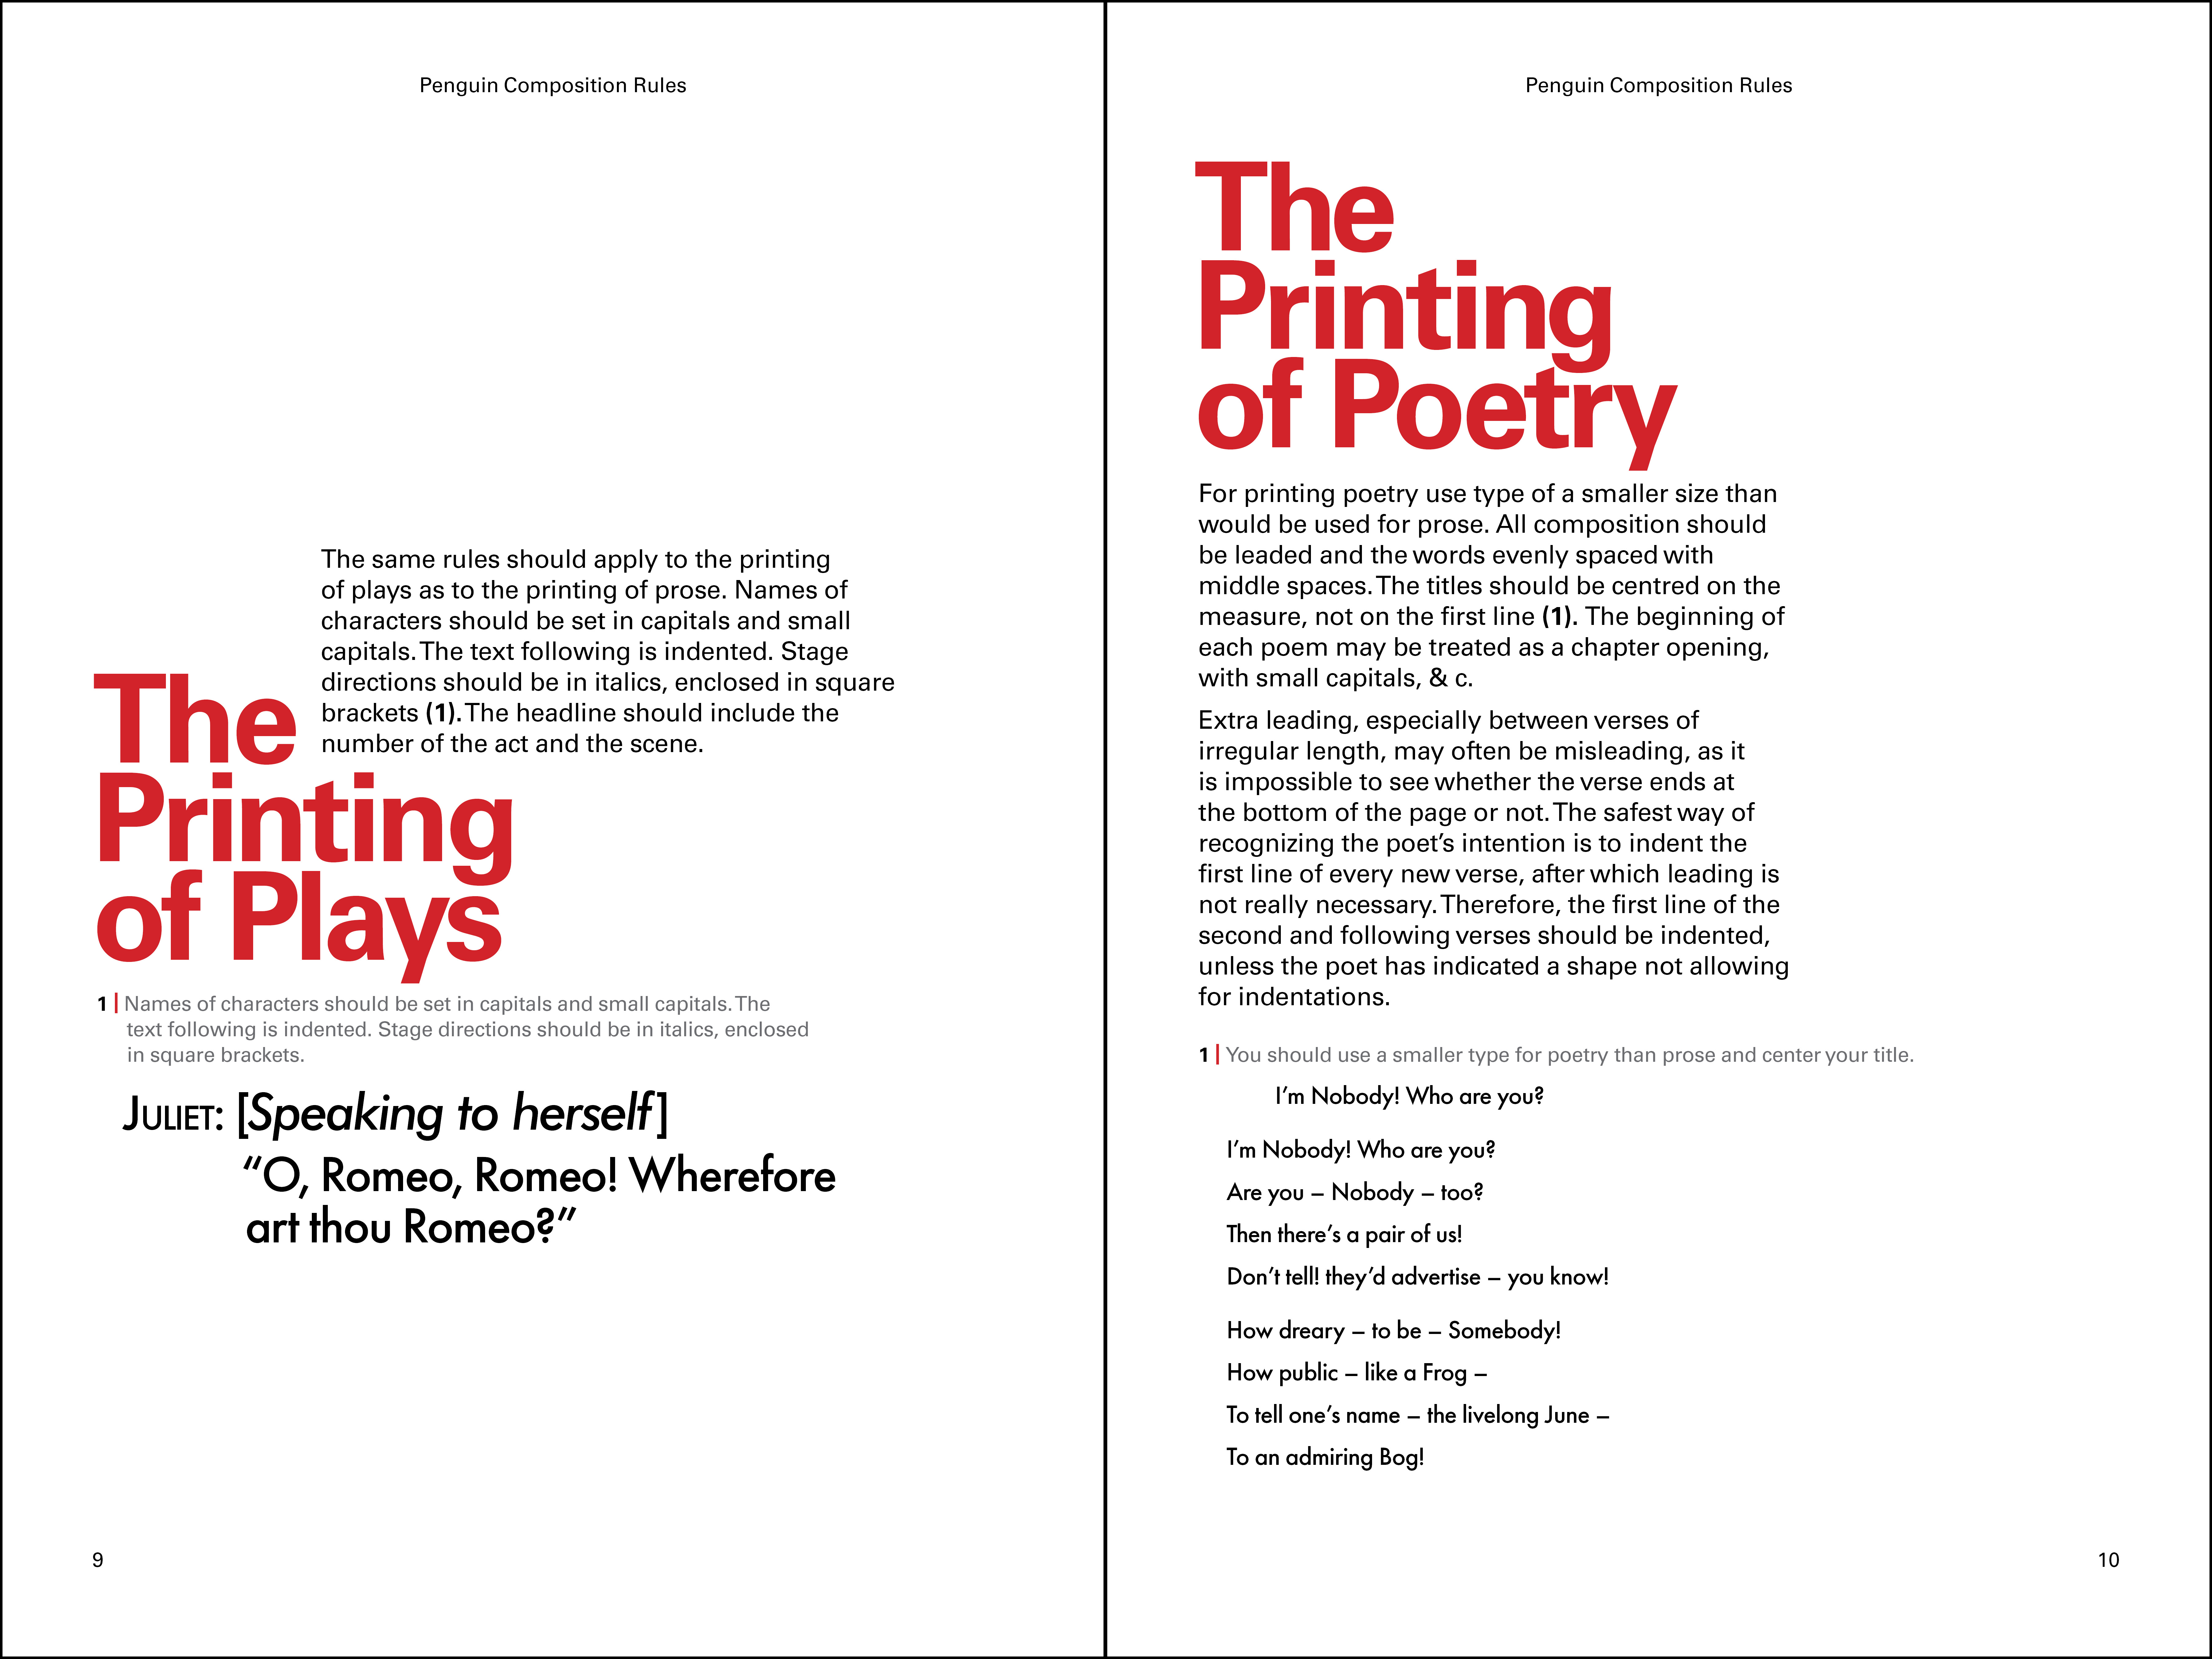 Penguin Composition Rules
The same rules should apply to the printing
of plays as to the printing of prose. Names of
characters should be set in capitals and small
capitals. The text following is indented. Stage
directions should be in italics, enclosed in square
brackets (1). The headline should include the
number of the act and the scene.
The
Printing
of Plays
1 | Names of characters should be set in capitals and small capitals. The
text following is indented. Stage directions should be in italics, enclosed
in square brackets.
JULIET: [Speaking to herself]
“O, Romeo, Romeo! Wherefore
art thou Romeo?”
9
Penguin Composition Rules
The
Printing
of Poetry
For printing poetry use type of a smaller size than
would be used for prose. All composition should
be leaded and the words evenly spaced with
middle spaces. The titles should be centred on the
measure, not on the first line (1). The beginning of
each poem may be treated as a chapter opening,
with small capitals, & c.
Extra leading, especially between verses of
irregular length, may often be misleading, as it
is impossible to see whether the verse ends at
the bottom of the page or not. The safest way of
recognizing the poet’s intention is to indent the
first line of every new verse, after which leading is
not really necessary. Therefore, the first line of the
second and following verses should be indented,
unless the poet has indicated a shape not allowing
for indentations.
1 | You should use a smaller type for poetry than prose and center your title.
I’m Nobody! Who are you?
I’m Nobody! Who are you?
Are you – Nobody – too?
Then there’s a pair of us!
Don’t tell! they’d advertise – you know!
How dreary – to be – Somebody!
How public – like a Frog –
To tell one’s name – the livelong June –
To an admiring Bog!
10